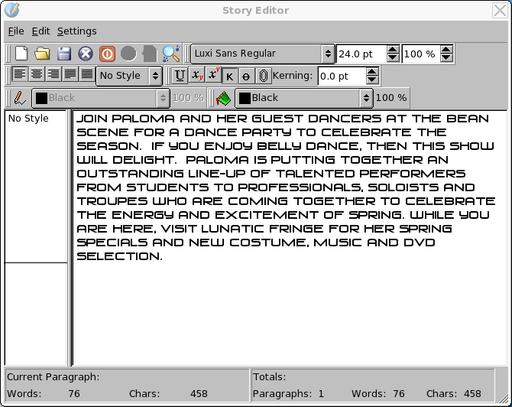 Story Editor
File Edit Settings
Luxi Sans Regular 24.0 pt 100 %
No Style U Kerning: 0.0 pt
Black 100 % Black 100 %
No Style
JOIN PALOMA AND HER GUEST DANCERS AT THE BEAN
SCENE FOR A DANCE PARTY TO CELEBRATE THE
SEASON. IF YOU ENJOY BELLY DANCE, THEN THIS SHOW
WILL DELIGHT. PALOMA IS PUTTING TOGETHER AN
OUTSTANDING LINE-UP OF TALENTED PERFORMERS
FROM STUDENTS TO PROFESSIONALS, SOLOISTS AND
TROUPES WHO ARE COMING TOGETHER TO CELEBRATE
THE ENERGY AND EXCITEMENT OF SPRING. WHILE YOU
ARE HERE, VISIT LUNATIC FRINGE FOR HER SPRING
SPECIALS AND NEW COSTUME, MUSIC AND DVD
SELECTION.
Current Paragraph: Totals:
Words: 76 Chars: 458 Paragraphs: 1 Words: 76 Chars: 458